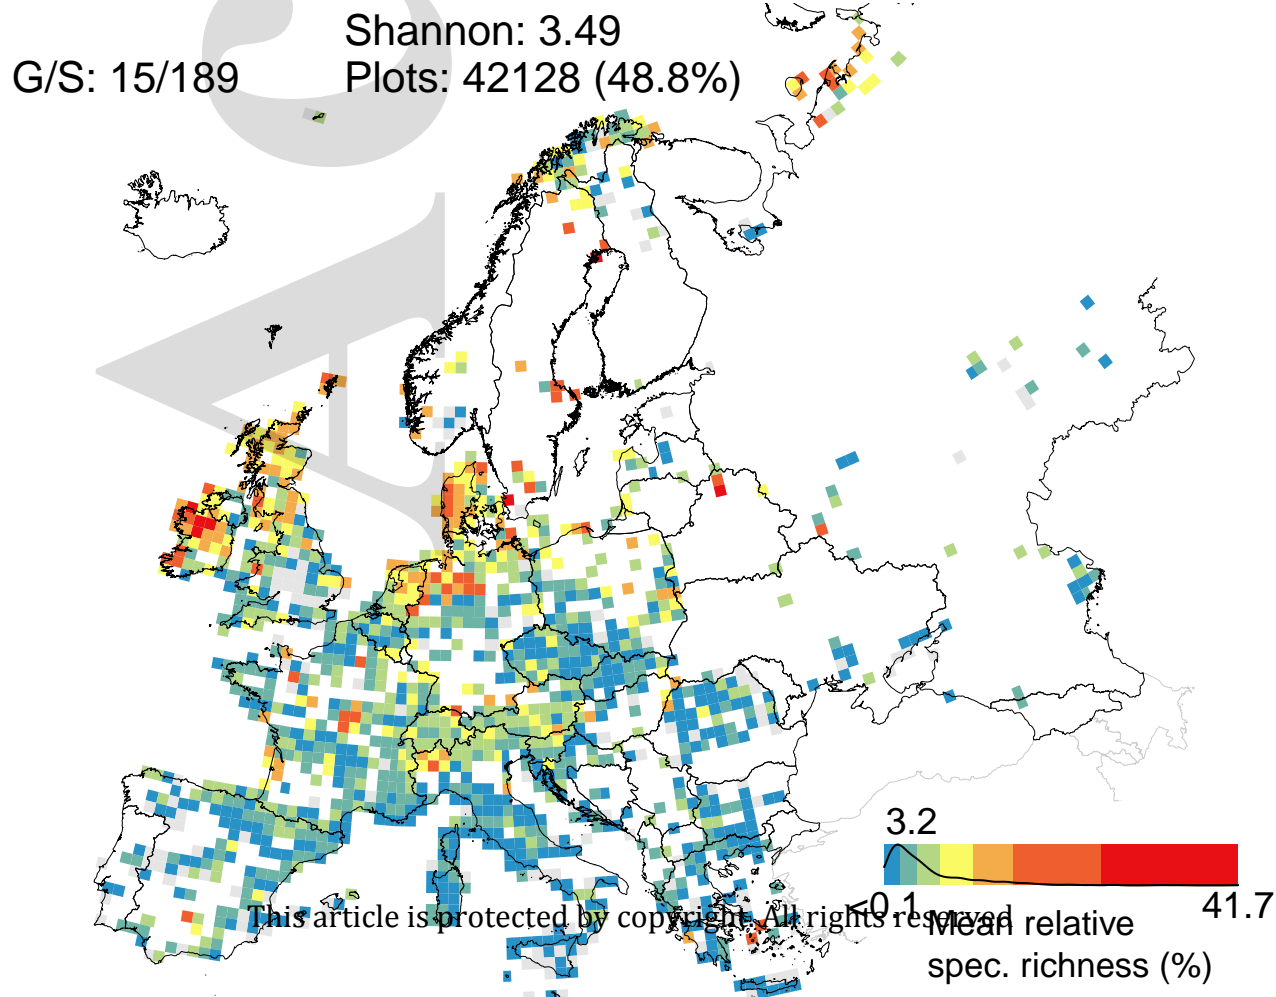 Shannon: 3.49
G/S: 15/189
Plots: 42128 (48.8%)
3.2
<0.1
41.7
This article is protected by copyright. All rights reserved
Mean relative
spec. richness (%)